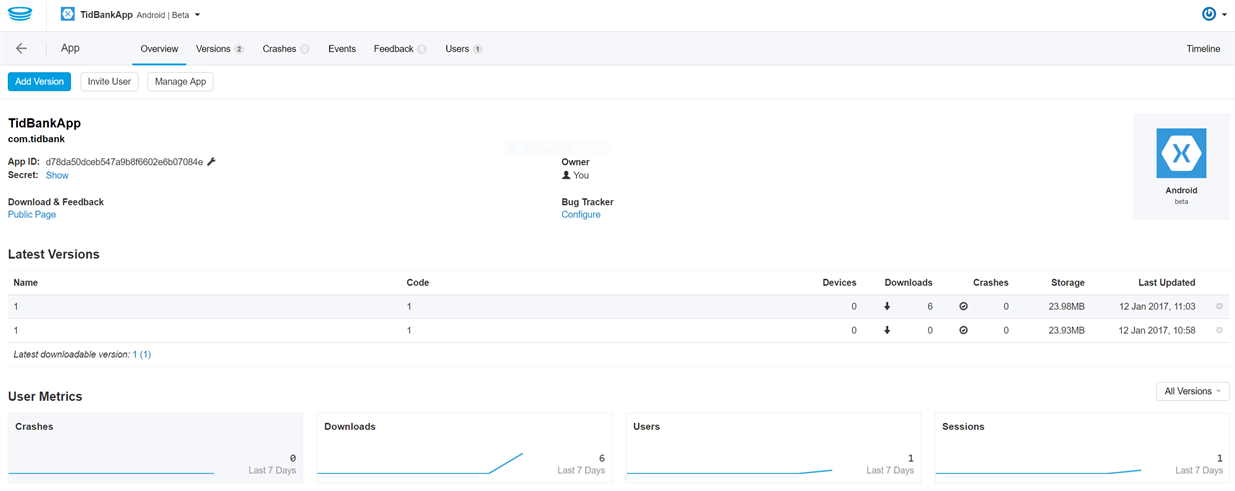 TidBankApp Android | Beta
App Overview Versions 2 Crashes 0 Events Feedback 0 Users 1 Timeline
Add Version Invite User Manage App
TidBankApp
com.tidbank
App ID: d78da50dceb547a9b8f6602e6b07084e Owner
Secret: Show You
Download & Feedback Bug Tracker
Public Page Configure
Android
beta
Latest Versions
Name Code Devices Downloads Crashes Storage Last Updated
1 1 0 6 0 23.98MB 12 Jan 2017, 11:03
1 1 0 0 0 23.93MB 12 Jan 2017, 10:58
Latest downloadable version: 1 (1)
User Metrics All Versions
Crashes Downloads Users Sessions
0 6 1 1
Last 7 Days Last 7 Days Last 7 Days Last 7 Days